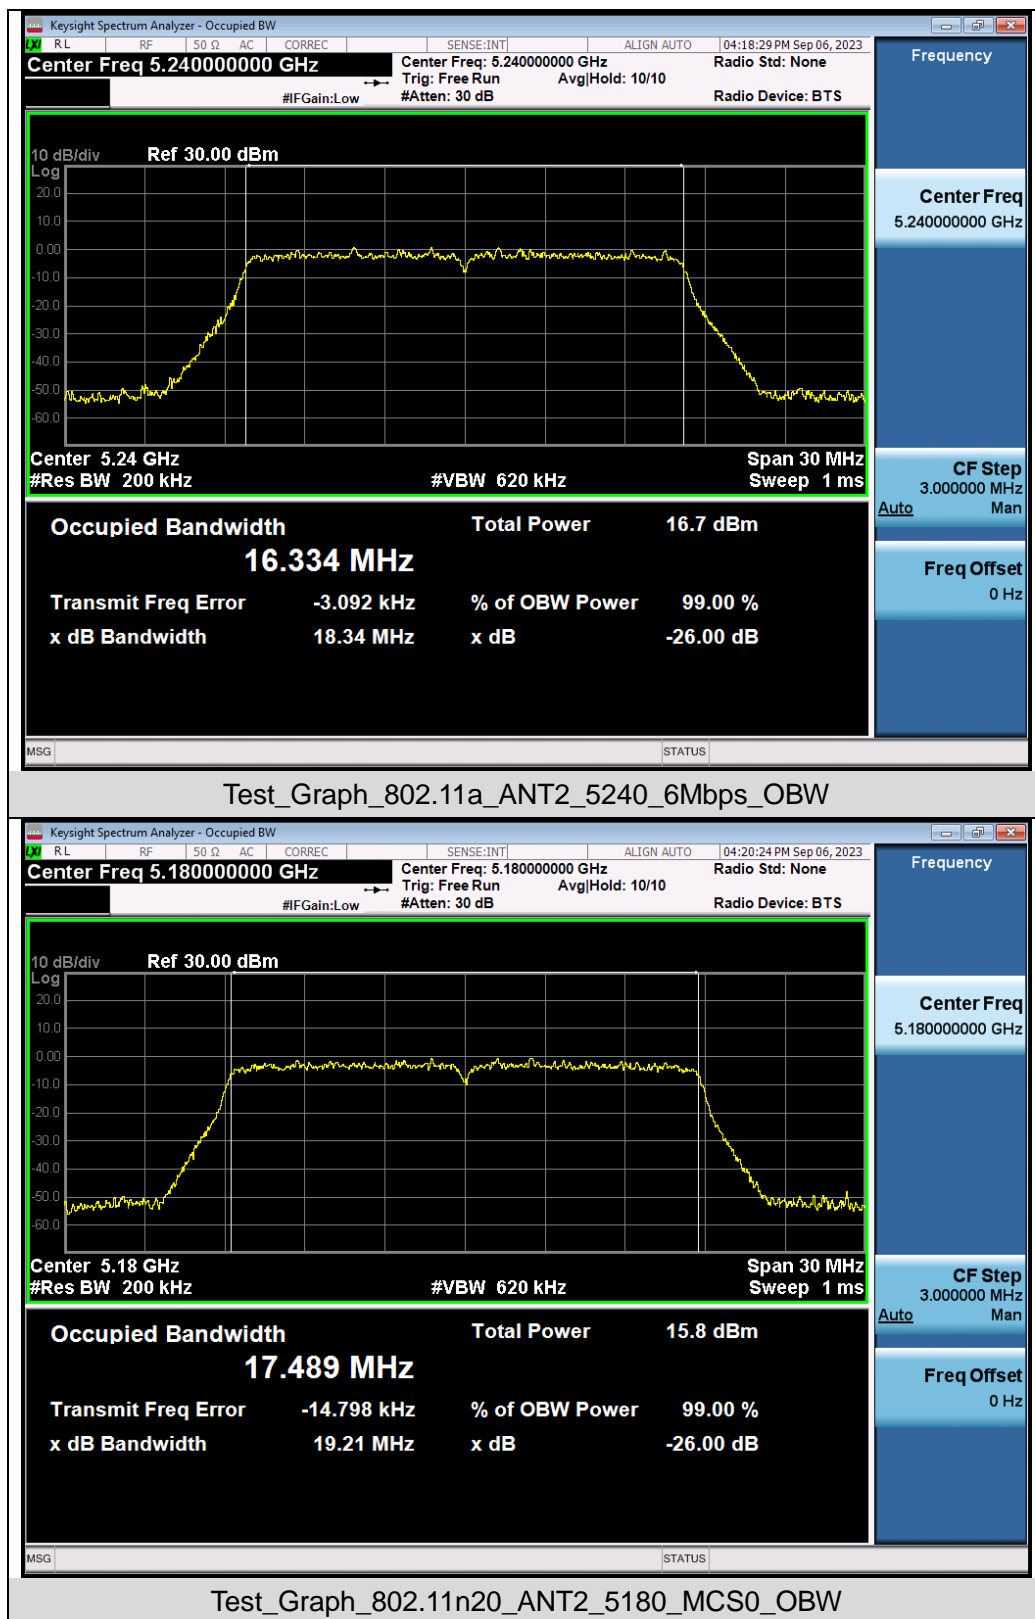 Keysight Spectrum Analyzer - Occupied BW
LXI RL RF 50 Ω AC CORREC SENSE:INT ALIGN AUTO 04:18:29 PM Sep 06, 2023
Center Freq 5.240000000 GHz Center Freq: 5.240000000 GHz Radio Std: None
Trig: Free Run Avg|Hold: 10/10
#IFGain:Low #Atten: 30 dB Radio Device: BTS
Frequency
10 dB/div Ref 30.00 dBm
Log
20.0
10.0
0.00
-10.0
-20.0
-30.0
-40.0
-50.0
-60.0
Center 5.24 GHz Span 30 MHz
#Res BW 200 kHz #VBW 620 kHz Sweep 1 ms
Center Freq
5.240000000 GHz
CF Step
3.000000 MHz
Auto Man
Freq Offset
0 Hz
Occupied Bandwidth Total Power 16.7 dBm
16.334 MHz
Transmit Freq Error -3.092 kHz % of OBW Power 99.00 %
x dB Bandwidth 18.34 MHz x dB -26.00 dB
MSG STATUS
Test_Graph_802.11a_ANT2_5240_6Mbps_OBW
Keysight Spectrum Analyzer - Occupied BW
LXI RL RF 50 Ω AC CORREC SENSE:INT ALIGN AUTO 04:20:24 PM Sep 06, 2023
Center Freq 5.180000000 GHz Center Freq: 5.180000000 GHz Radio Std: None
Trig: Free Run Avg|Hold: 10/10
#IFGain:Low #Atten: 30 dB Radio Device: BTS
Frequency
10 dB/div Ref 30.00 dBm
Log
20.0
10.0
0.00
-10.0
-20.0
-30.0
-40.0
-50.0
-60.0
Center 5.18 GHz Span 30 MHz
#Res BW 200 kHz #VBW 620 kHz Sweep 1 ms
Center Freq
5.180000000 GHz
CF Step
3.000000 MHz
Auto Man
Freq Offset
0 Hz
Occupied Bandwidth Total Power 15.8 dBm
17.489 MHz
Transmit Freq Error -14.798 kHz % of OBW Power 99.00 %
x dB Bandwidth 19.21 MHz x dB -26.00 dB
MSG STATUS
Test_Graph_802.11n20_ANT2_5180_MCS0_OBW